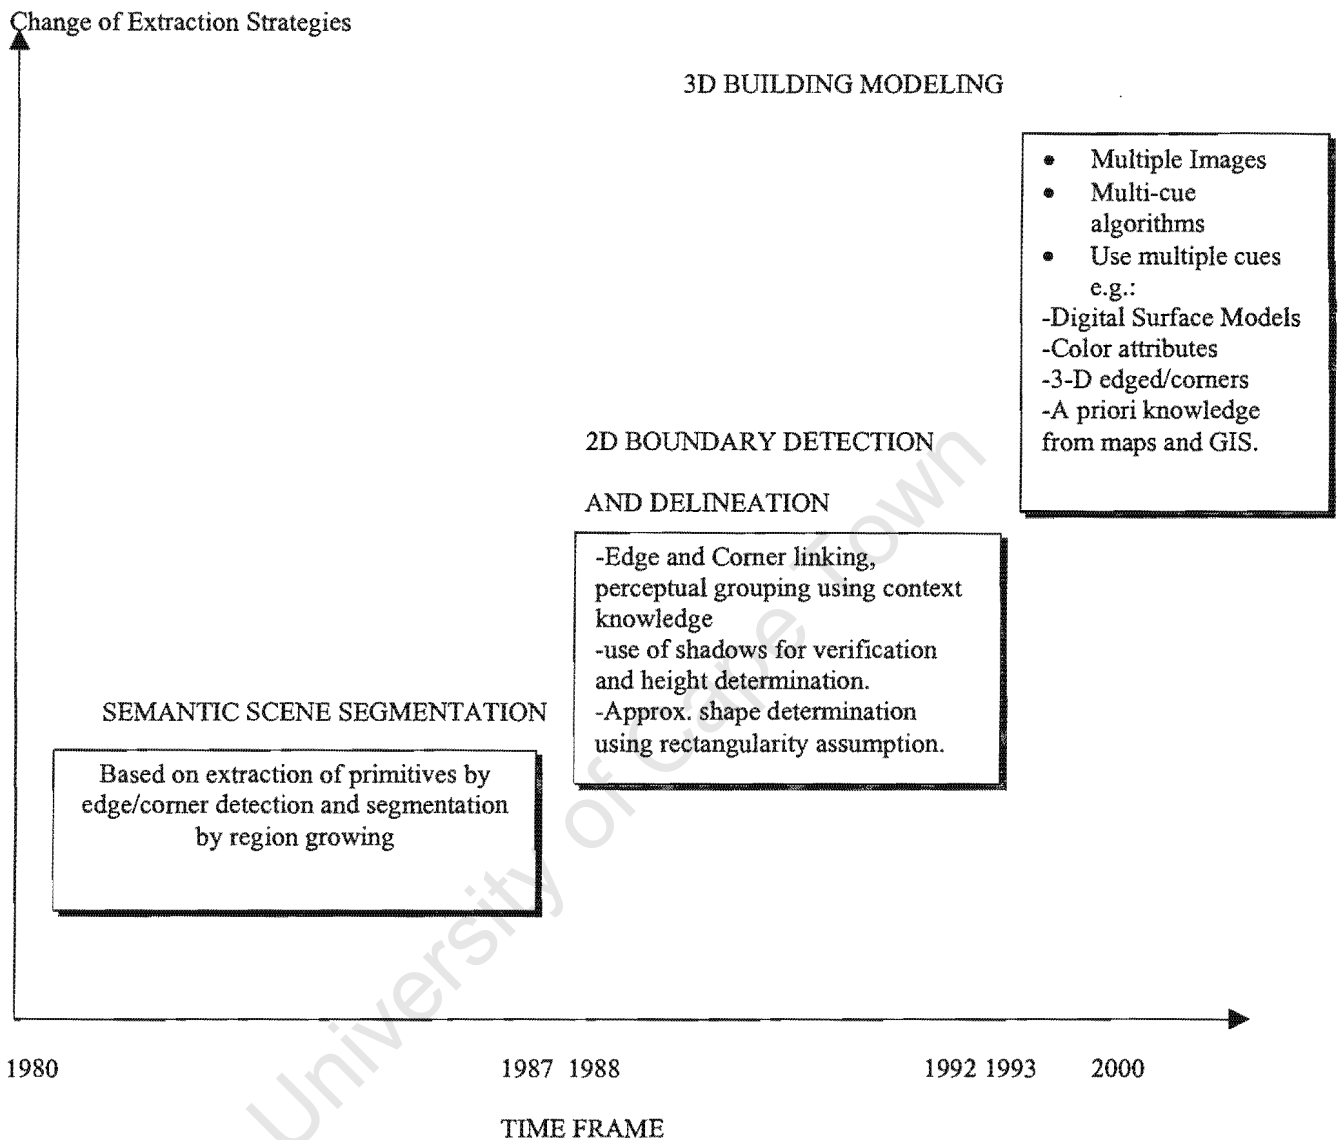 Change of Extraction Strategies
3D BUILDING MODELING
• Multiple Images
• Multi-cue
algorithms
• Use multiple cues
e.g.:
-Digital Surface Models
-Color attributes
-3-D edged/corners
-A priori knowledge
from maps and GIS.
2D BOUNDARY DETECTION
AND DELINEATION
-Edge and Corner linking,
perceptual grouping using context
knowledge
-use of shadows for verification
and height determination.
-Approx. shape determination
using rectangularity assumption.
SEMANTIC SCENE SEGMENTATION
Based on extraction of primitives by
edge/corner detection and segmentation
by region growing
1980 1987 1988 1992 1993 2000
TIME FRAME
University of Cape Town